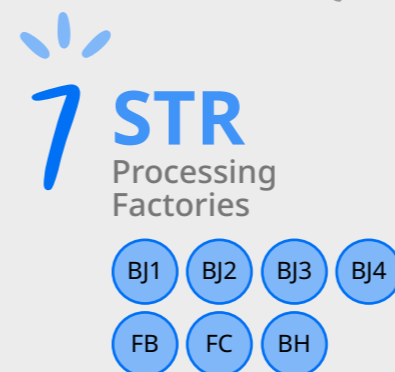 7 STR
Processing
Factories
BJ1 BJ2 BJ3 BJ4
FB FC BH